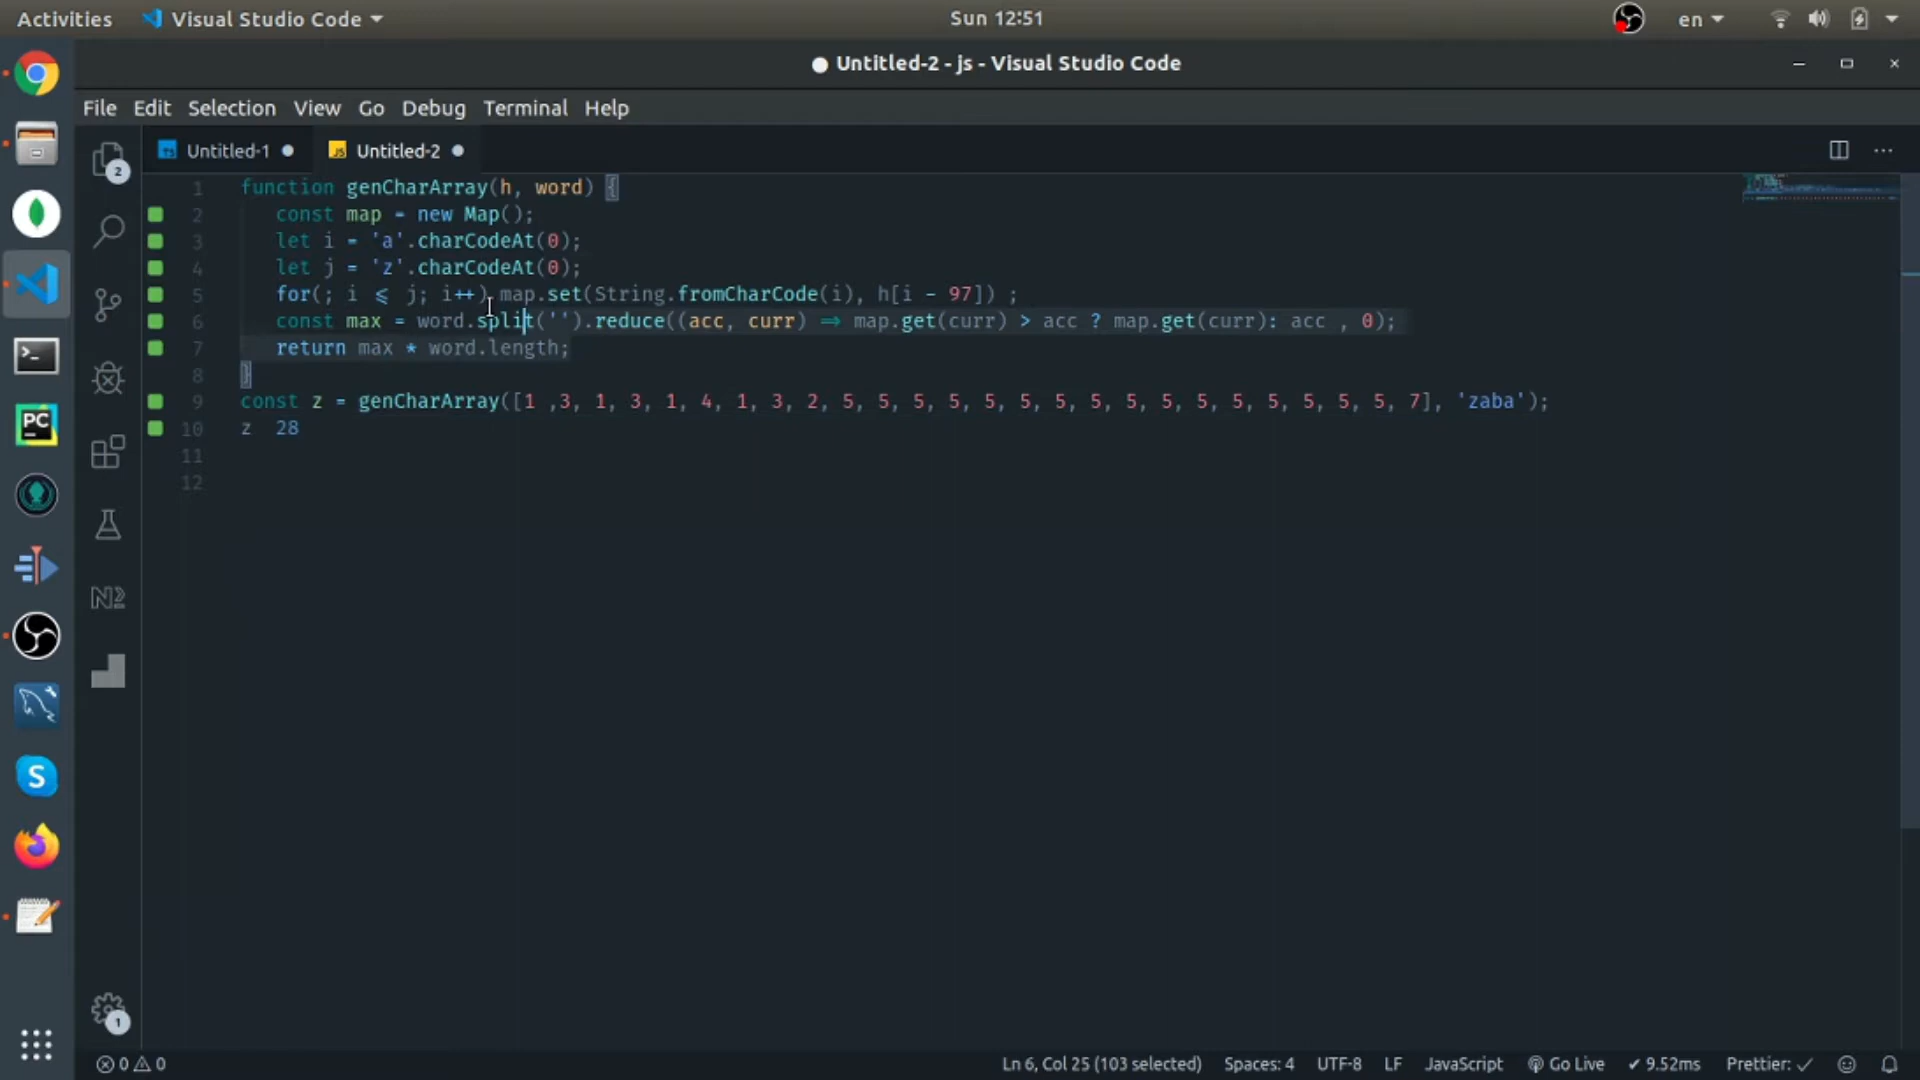 Activities Visual Studio Code Sun 12:51 en
Untitled-2 - js - Visual Studio Code
File Edit Selection View Go Debug Terminal Help
2 Untitled-1 JS Untitled-2 ...
1 function genCharArray(h, word) {
2 const map = new Map();
3 let i = 'a'.charCodeAt(0);
4 let j = 'z'.charCodeAt(0);
5 for(; i ⩽ j; i++) map.set(String.fromCharCode(i), h[i - 97]) ;
6 const max = word.split('').reduce((acc, curr) ⇒ map.get(curr) > acc ? map.get(curr): acc , 0);
7 return max * word.length;
8 }
9 const z = genCharArray([1 ,3, 1, 3, 1, 4, 1, 3, 2, 5, 5, 5, 5, 5, 5, 5, 5, 5, 5, 5, 5, 5, 5, 5, 5, 7], 'zaba');
10 z 28
11
12
PC
N
S
1
0 0 Ln 6, Col 25 (103 selected) Spaces: 4 UTF-8 LF JavaScript Go Live ✓ 9.52ms Prettier: ✓